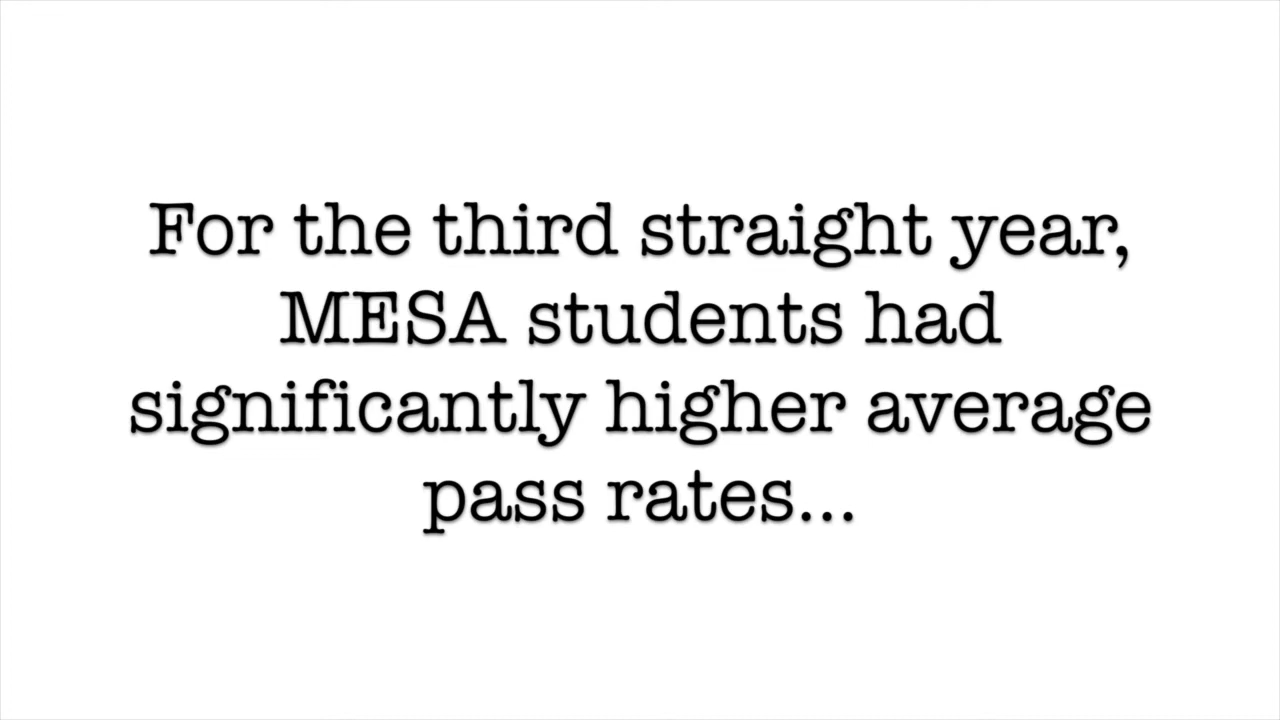 For the third straight year,
MESA students had
significantly higher average
pass rates...